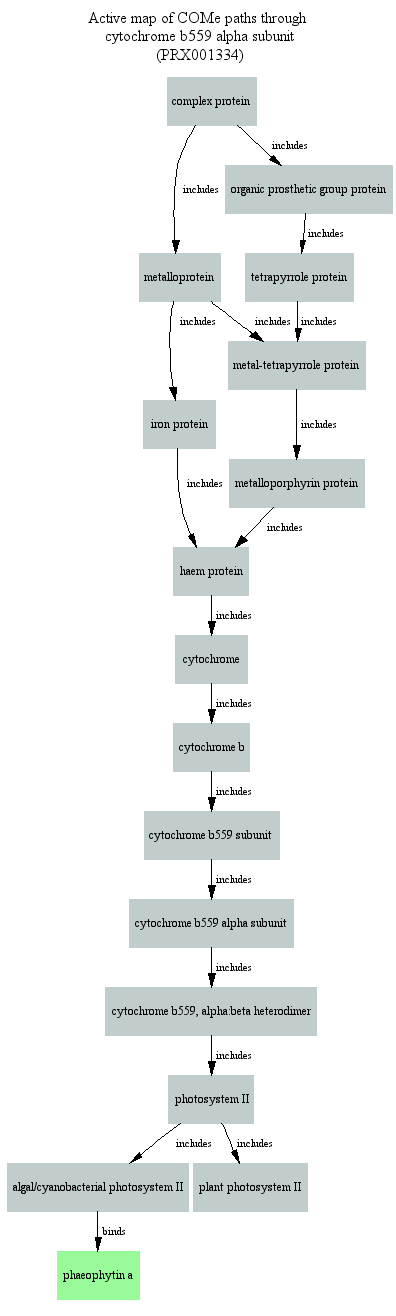 Active map of COMe paths through
cytochrome b559 alpha subunit
(PRX001334)
complex protein
includes
organic prosthetic group protein
includes
includes
metalloprotein
tetrapyrrole protein
includes
includes
includes
metal-tetrapyrrole protein
iron protein
includes
metalloporphyrin protein
includes
includes
haem protein
includes
cytochrome
includes
cytochrome b
includes
cytochrome b559 subunit
includes
cytochrome b559 alpha subunit
includes
cytochrome b559, alpha:beta heterodimer
includes
photosystem II
includes
includes
algal/cyanobacterial photosystem II
plant photosystem II
binds
phaeophytin a